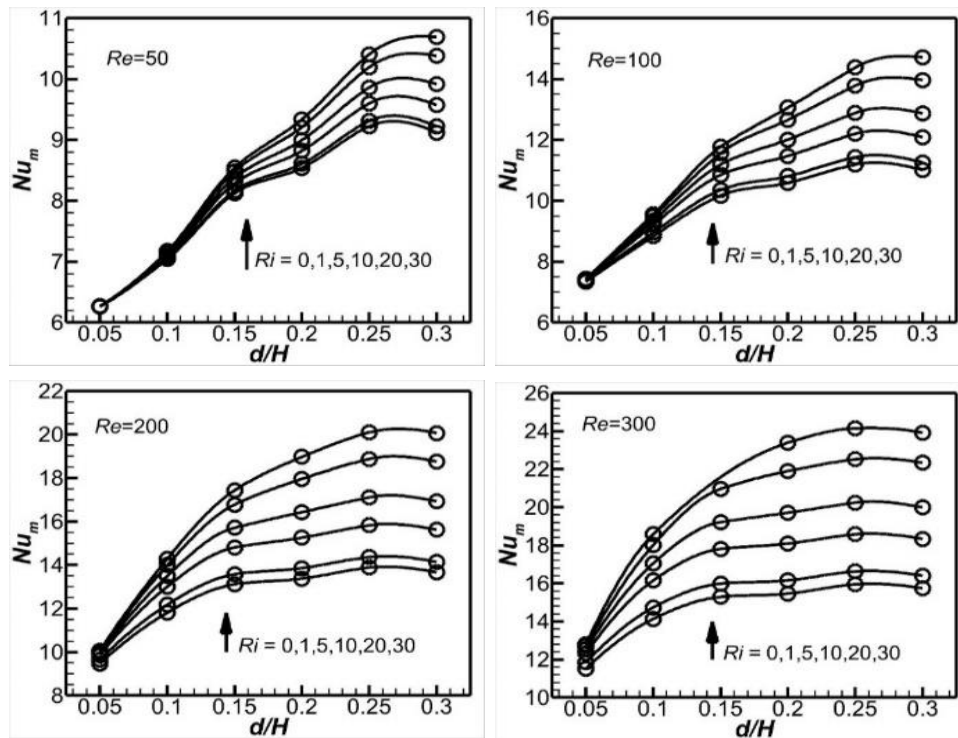 11
10
9
8
7
6
Nu_m
Re=50
Ri = 0,1,5,10,20,30
0.05 0.1 0.15 0.2 0.25 0.3
d/H
16
14
12
10
8
6
Nu_m
Re=100
Ri = 0,1,5,10,20,30
0.05 0.1 0.15 0.2 0.25 0.3
d/H
22
20
18
16
14
12
10
8
Nu_m
Re=200
Ri = 0,1,5,10,20,30
0.05 0.1 0.15 0.2 0.25 0.3
d/H
26
24
22
20
18
16
14
12
10
Nu_m
Re=300
Ri = 0,1,5,10,20,30
0.05 0.1 0.15 0.2 0.25 0.3
d/H